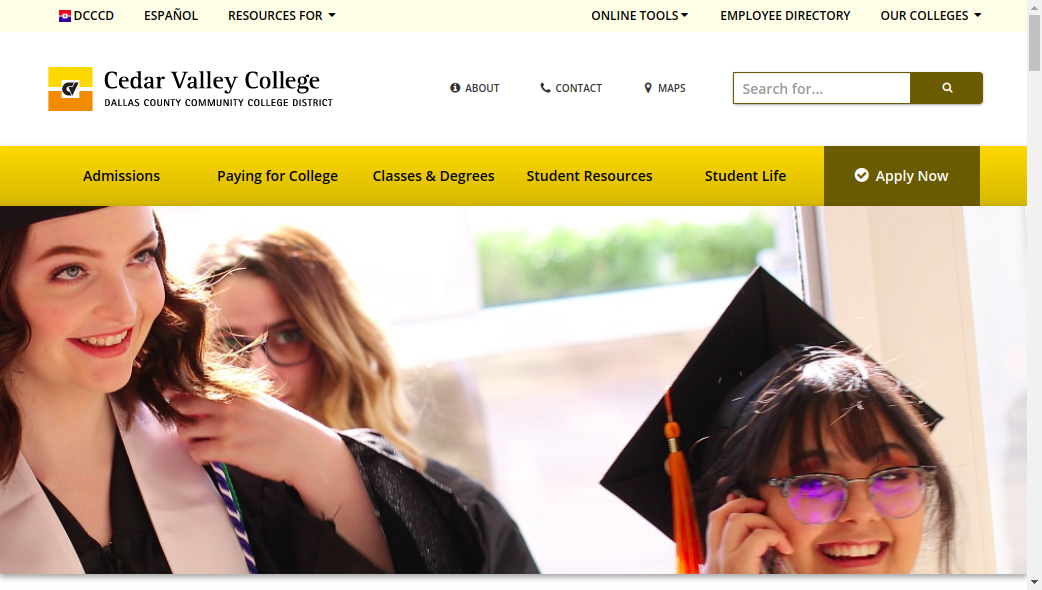 DCCCD ESPAÑOL RESOURCES FOR ONLINE TOOLS EMPLOYEE DIRECTORY OUR COLLEGES
Cedar Valley College
DALLAS COUNTY COMMUNITY COLLEGE DISTRICT
ABOUT CONTACT MAPS Search for...
Admissions Paying for College Classes & Degrees Student Resources Student Life Apply Now